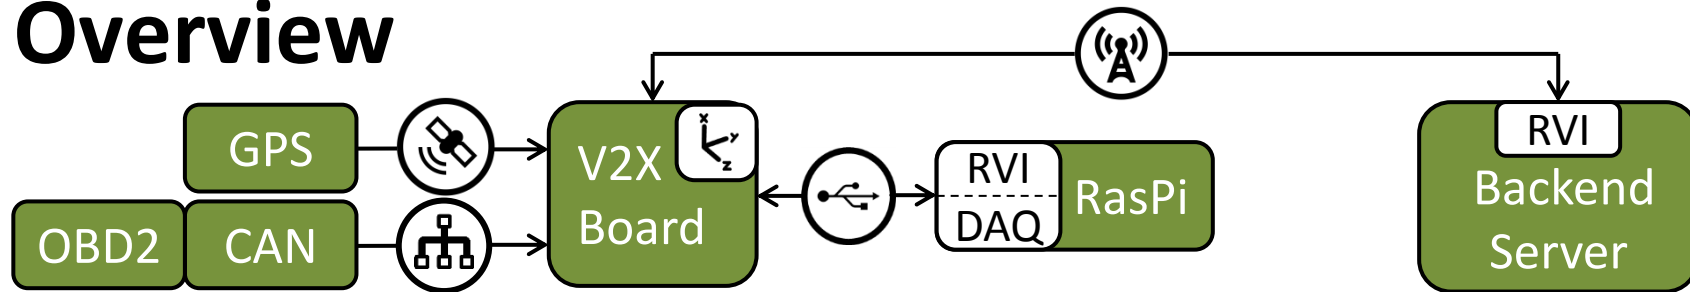 Overview
GPS
OBD2
CAN
V2X
Board
x
y
z
RVI
DAQ
RasPi
RVI
Backend
Server